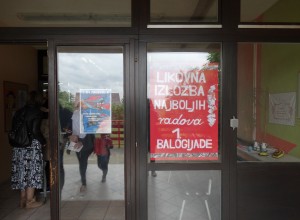 LIKOVNA
IZLOŽBA
NAJBOLJIH
radova
1
BALOGIJADE